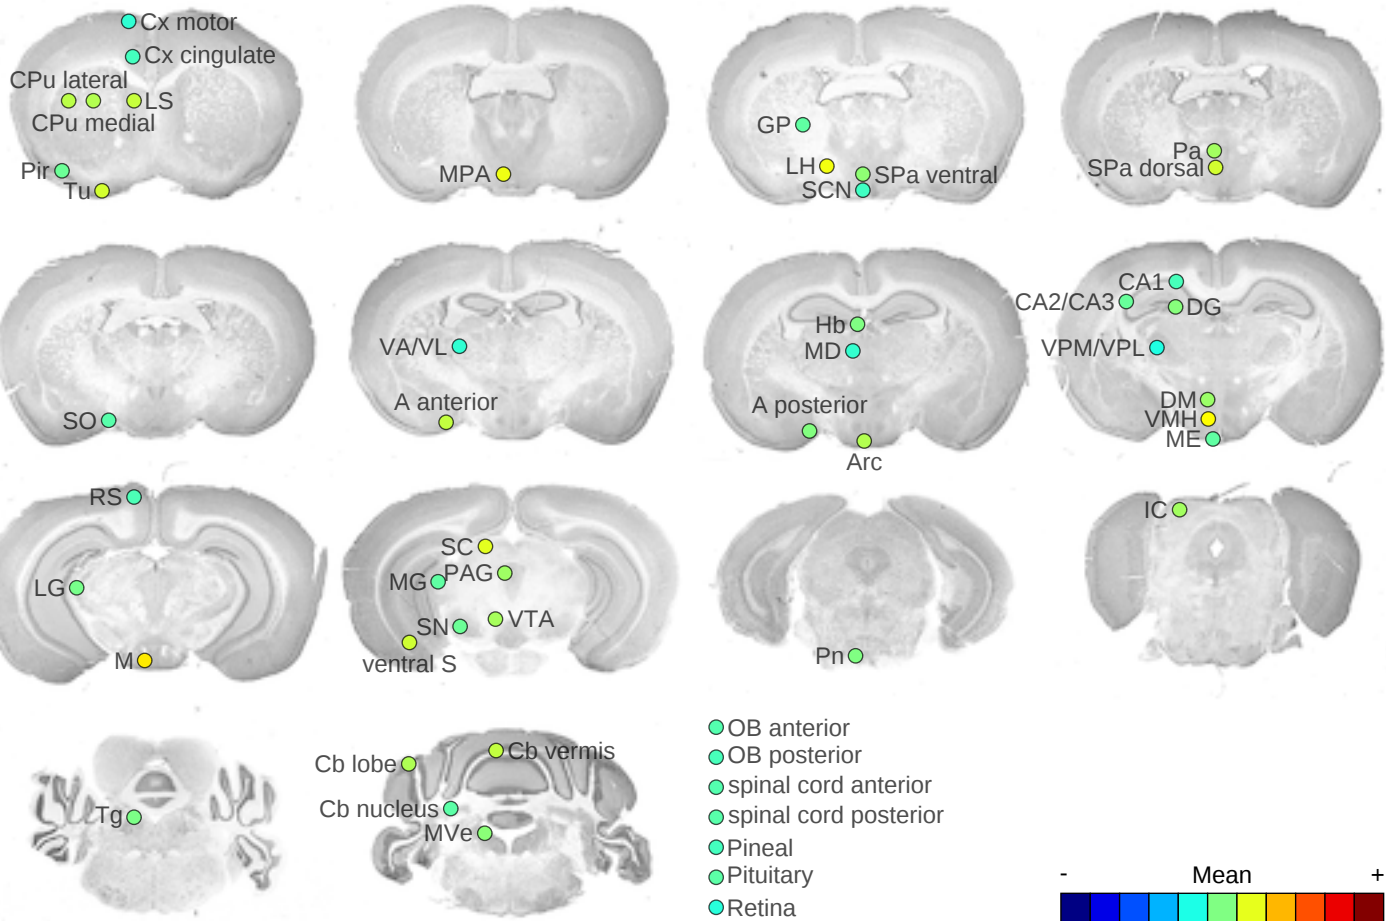 Cx motor
Cx cingulate
CPu lateral
LS
CPu medial
Pir
Tu
MPA
GP
LH
SPa ventral
SCN
Pa
SPa dorsal
SO
VA/VL
A anterior
Hb
MD
A posterior
Arc
CA1
CA2/CA3
DG
VPM/VPL
DM
VMH
ME
RS
LG
M
SC
MG
PAG
SN
VTA
ventral S
Pn
IC
Tg
Cb lobe
Cb vermis
Cb nucleus
MVe
OB anterior
OB posterior
spinal cord anterior
spinal cord posterior
Pineal
Pituitary
Retina
- Mean +